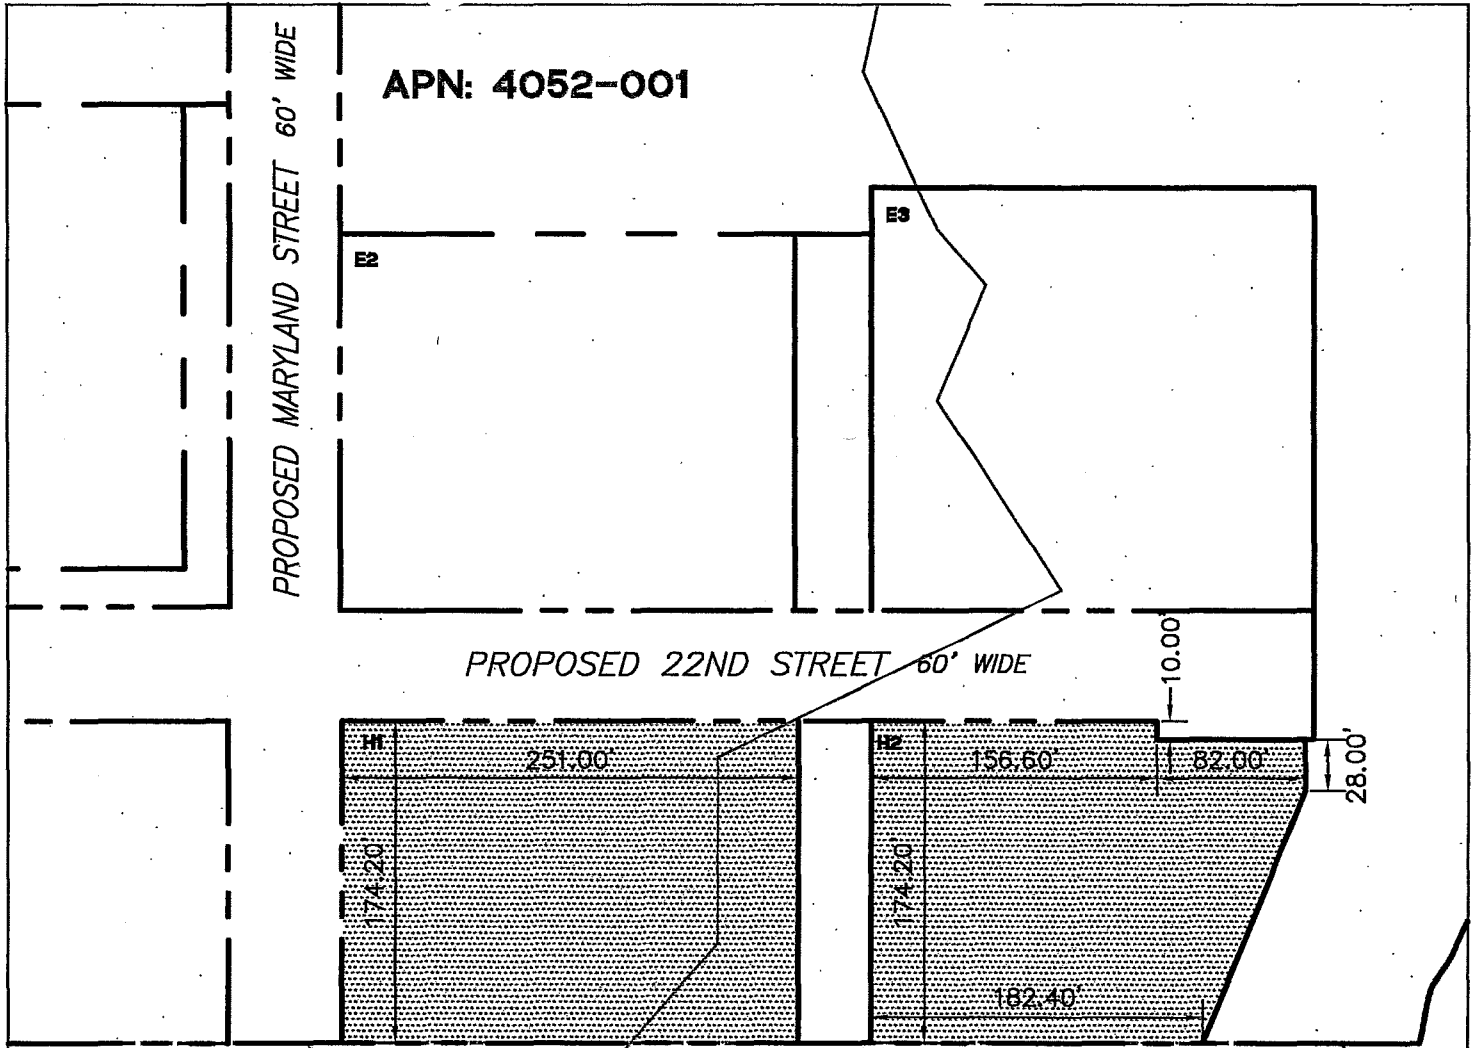 APN: 4052-001
PROPOSED MARYLAND STREET 60' WIDE
E2
E3
PROPOSED 22ND STREET 60' WIDE
10.00'
H1
251.00'
174.20'
H2
156.60'
82.00'
28.00'
174.20'
182.40'